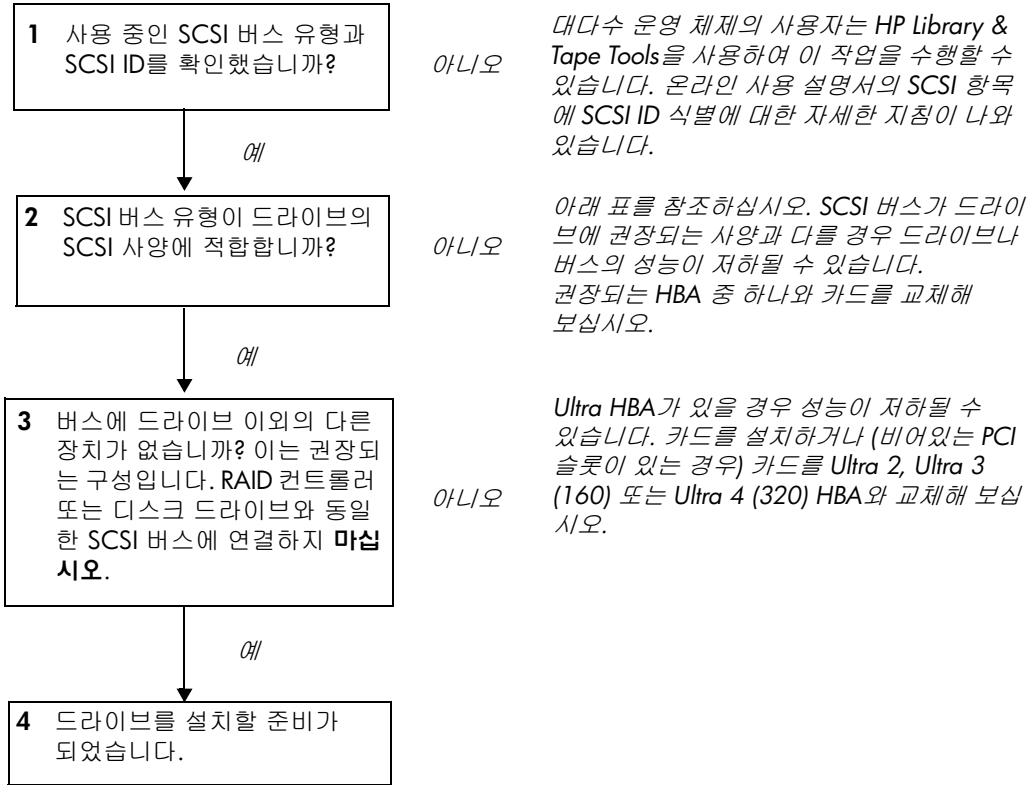 1 사용 중인 SCSI 버스 유형과
SCSI ID를 확인했습니까?
아니오
대다수 운영 체제의 사용자는 HP Library &
Tape Tools을 사용하여 이 작업을 수행할 수
있습니다. 온라인 사용 설명서의 SCSI 항목
에 SCSI ID 식별에 대한 자세한 지침이 나와
있습니다.
예
2 SCSI 버스 유형이 드라이브의
SCSI 사양에 적합합니까?
아니오
아래 표를 참조하십시오. SCSI 버스가 드라이
브에 권장되는 사양과 다를 경우 드라이브나
버스의 성능이 저하될 수 있습니다.
권장되는 HBA 중 하나와 카드를 교체해
보십시오.
예
3 버스에 드라이브 이외의 다른
장치가 없습니까? 이는 권장되
는 구성입니다. RAID 컨트롤러
또는 디스크 드라이브와 동일
한 SCSI 버스에 연결하지 마십
시오.
아니오
Ultra HBA가 있을 경우 성능이 저하될 수
있습니다. 카드를 설치하거나 (비어있는 PCI
슬롯이 있는 경우) 카드를 Ultra 2, Ultra 3
(160) 또는 Ultra 4 (320) HBA와 교체해 보십
시오.
예
4 드라이브를 설치할 준비가
되었습니다.